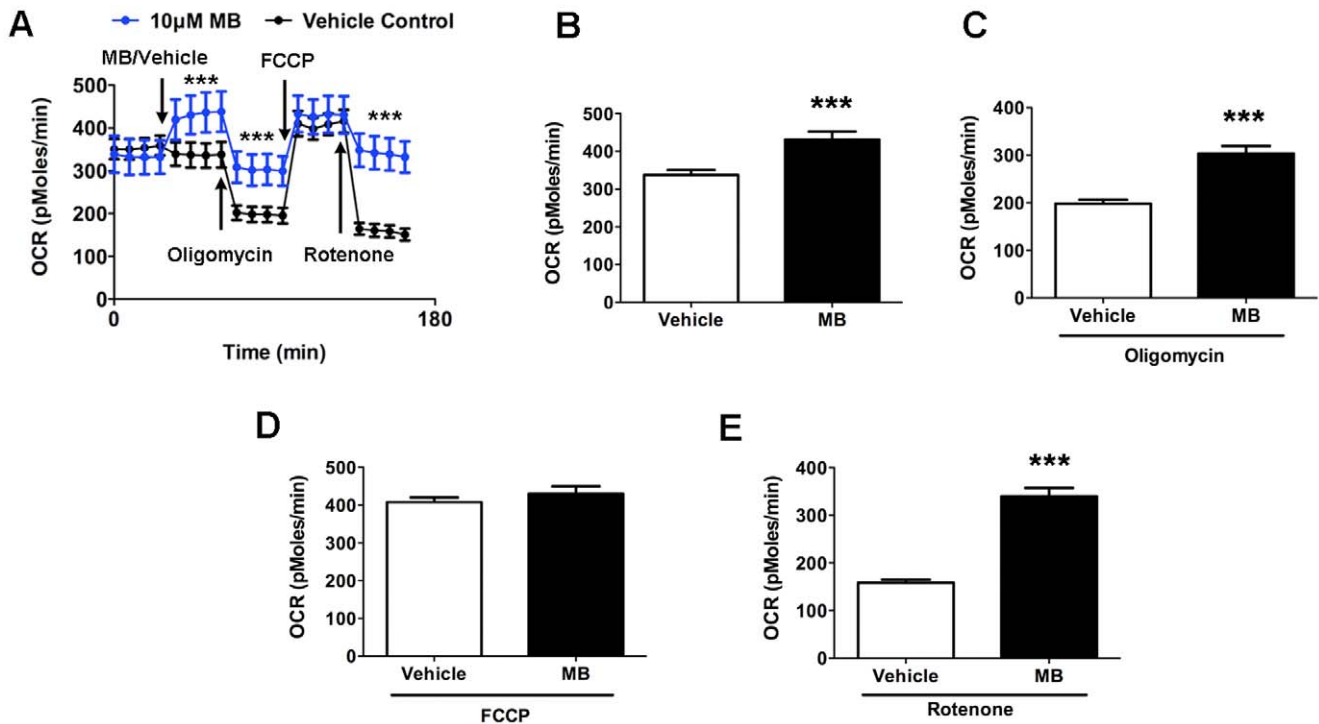 A
10µM MB
Vehicle Control
MB/Vehicle
***
FCCP
***
***
OCR (pMoles/min)
500
400
300
200
100
0
Oligomycin
Rotenone
0
180
Time (min)
B
***
OCR (pMoles/min)
500
400
300
200
100
0
Vehicle
MB
C
***
OCR (pMoles/min)
400
300
200
100
0
Vehicle
MB
Oligomycin
D
OCR (pMoles/min)
500
400
300
200
100
0
Vehicle
MB
FCCP
E
***
OCR (pMoles/min)
400
300
200
100
0
Vehicle
MB
Rotenone